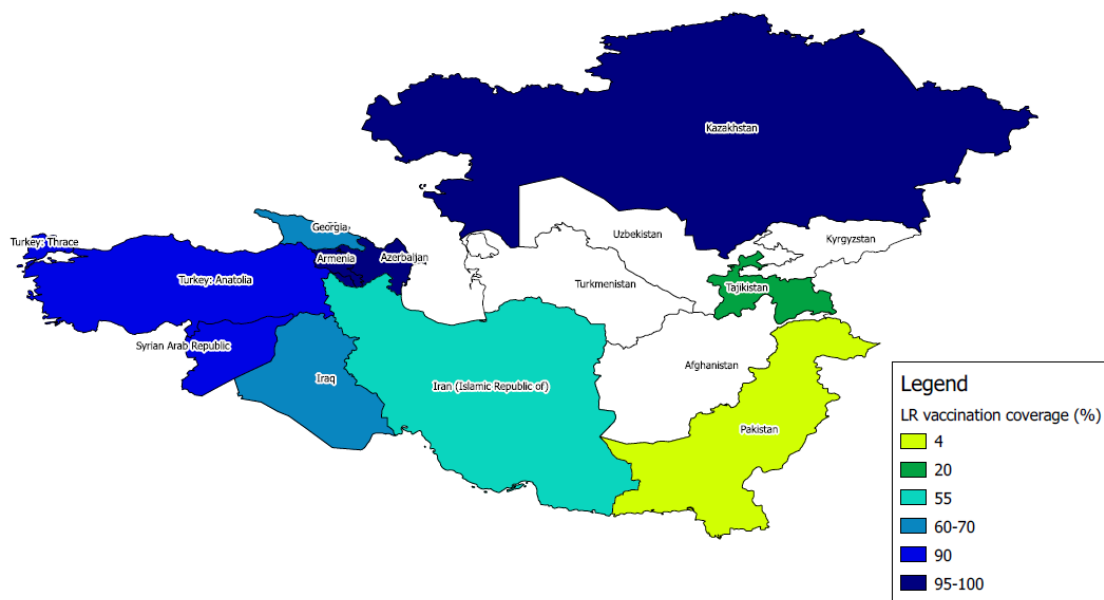 Kazakhstan
Georgia
Uzbekistan
Kyrgyzstan
Turkey: Thrace
Armenia
Azerbaijan
Turkey: Anatolia
Turkmenistan
Tajikistan
Syrian Arab Republic
Afghanistan
Iraq
Iran (Islamic Republic of)
Pakistan
Legend
LR vaccination coverage (%)
4
20
55
60-70
90
95-100